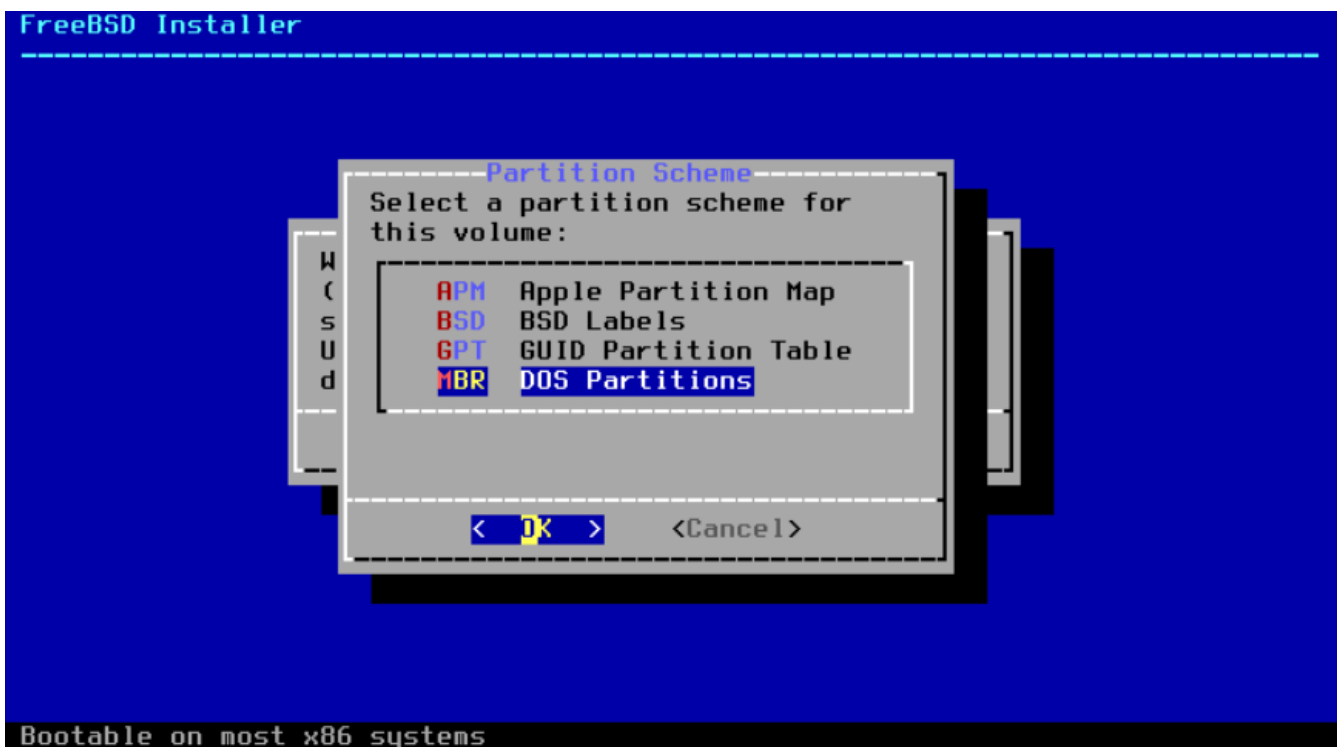 FreeBSD Installer
Partition Scheme
Select a partition scheme for
this volume:
W
(
s
U
d
APM Apple Partition Map
BSD BSD Labels
GPT GUID Partition Table
MBR DOS Partitions
< OK > <Cancel>
Bootable on most x86 systems